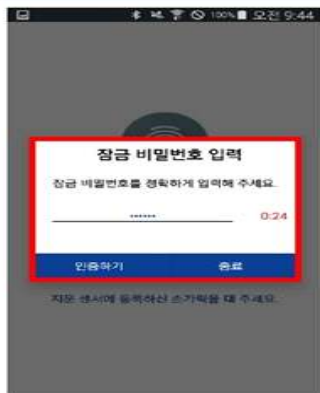 100% 오전 9:44
잠금 비밀번호 입력
잠금 비밀번호를 정확하게 입력해 주세요.
****** 0:24
인증하기 종료
지문 센서에 등록하신 손가락을 대 주세요.